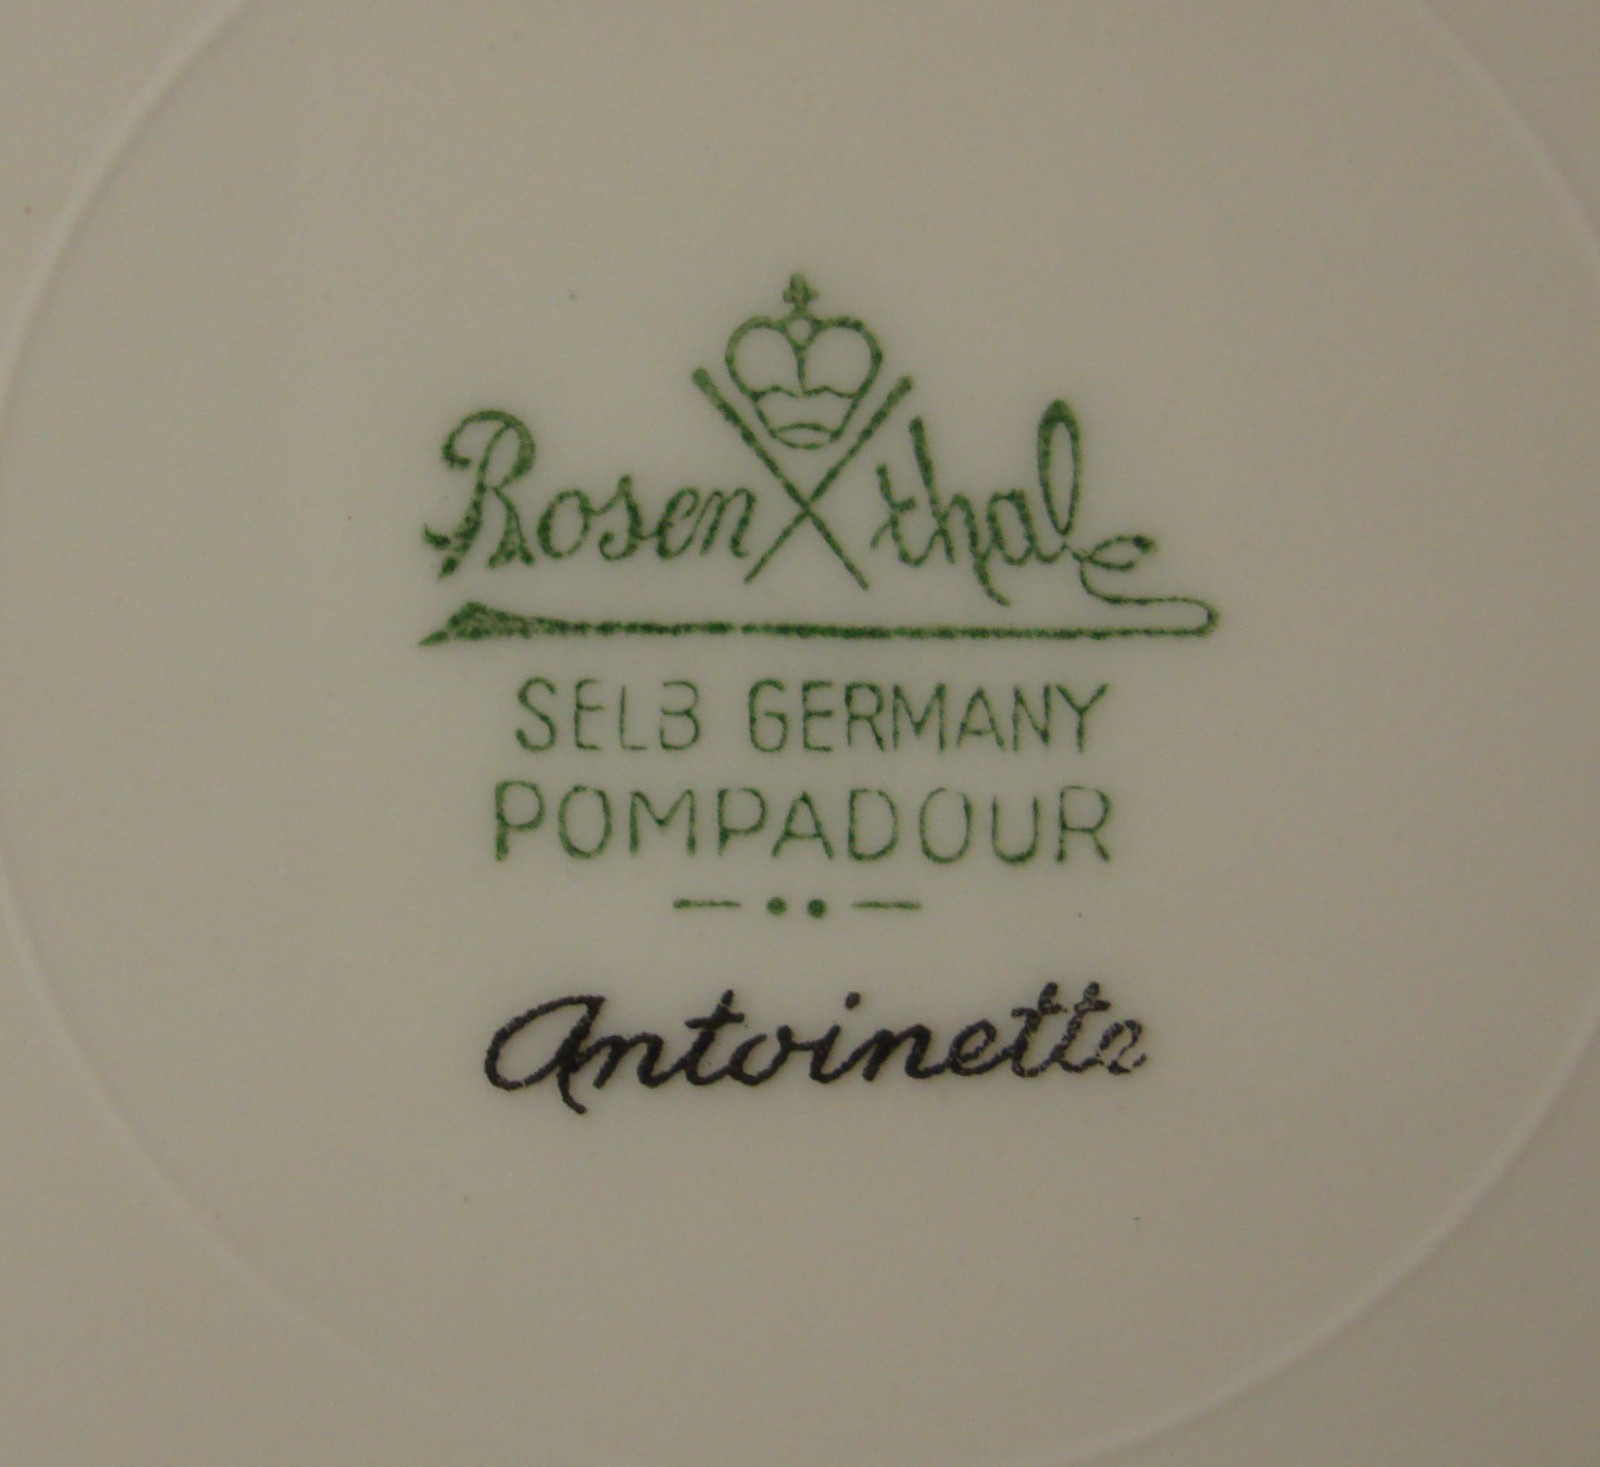 Rosenthal
SELB GERMANY
POMPADOUR
Antoinette